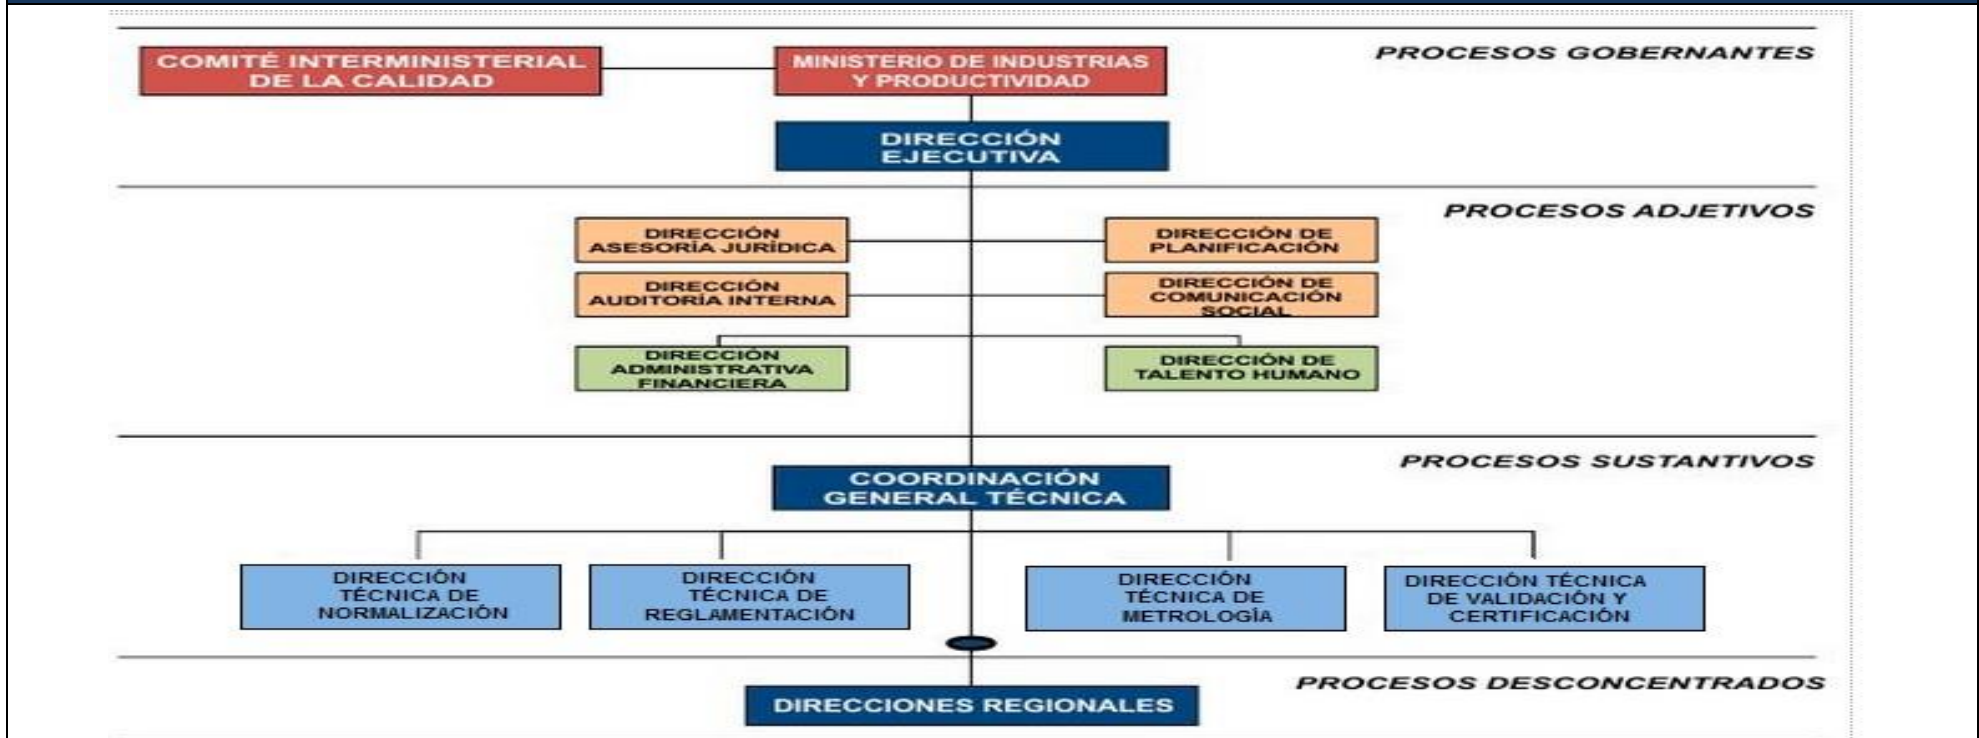 PROCESOS GOBERNANTES
COMITÉ INTERMINISTERIAL
DE LA CALIDAD
MINISTERIO DE INDUSTRIAS
Y PRODUCTIVIDAD
DIRECCIÓN
EJECUTIVA
PROCESOS ADJETIVOS
DIRECCIÓN
ASESORÍA JURÍDICA
DIRECCIÓN DE
PLANIFICACIÓN
DIRECCIÓN
AUDITORÍA INTERNA
DIRECCIÓN DE
COMUNICACIÓN
SOCIAL
DIRECCIÓN
ADMINISTRATIVA
FINANCIERA
DIRECCIÓN DE
TALENTO HUMANO
PROCESOS SUSTANTIVOS
COORDINACIÓN
GENERAL TÉCNICA
DIRECCIÓN
TÉCNICA DE
NORMALIZACIÓN
DIRECCIÓN
TÉCNICA DE
REGLAMENTACIÓN
DIRECCIÓN
TÉCNICA DE
METROLOGÍA
DIRECCIÓN TÉCNICA
DE VALIDACIÓN Y
CERTIFICACIÓN
PROCESOS DESCONCENTRADOS
DIRECCIONES REGIONALES